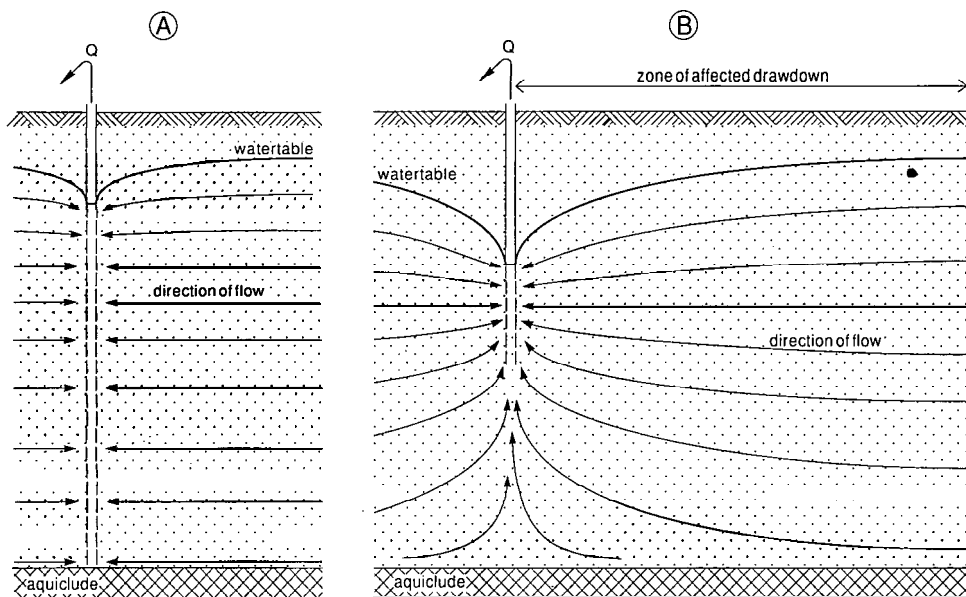 A
Q
watertable
direction of flow
aquiclude
B
Q
zone of affected drawdown
watertable
direction of flow
aquiclude